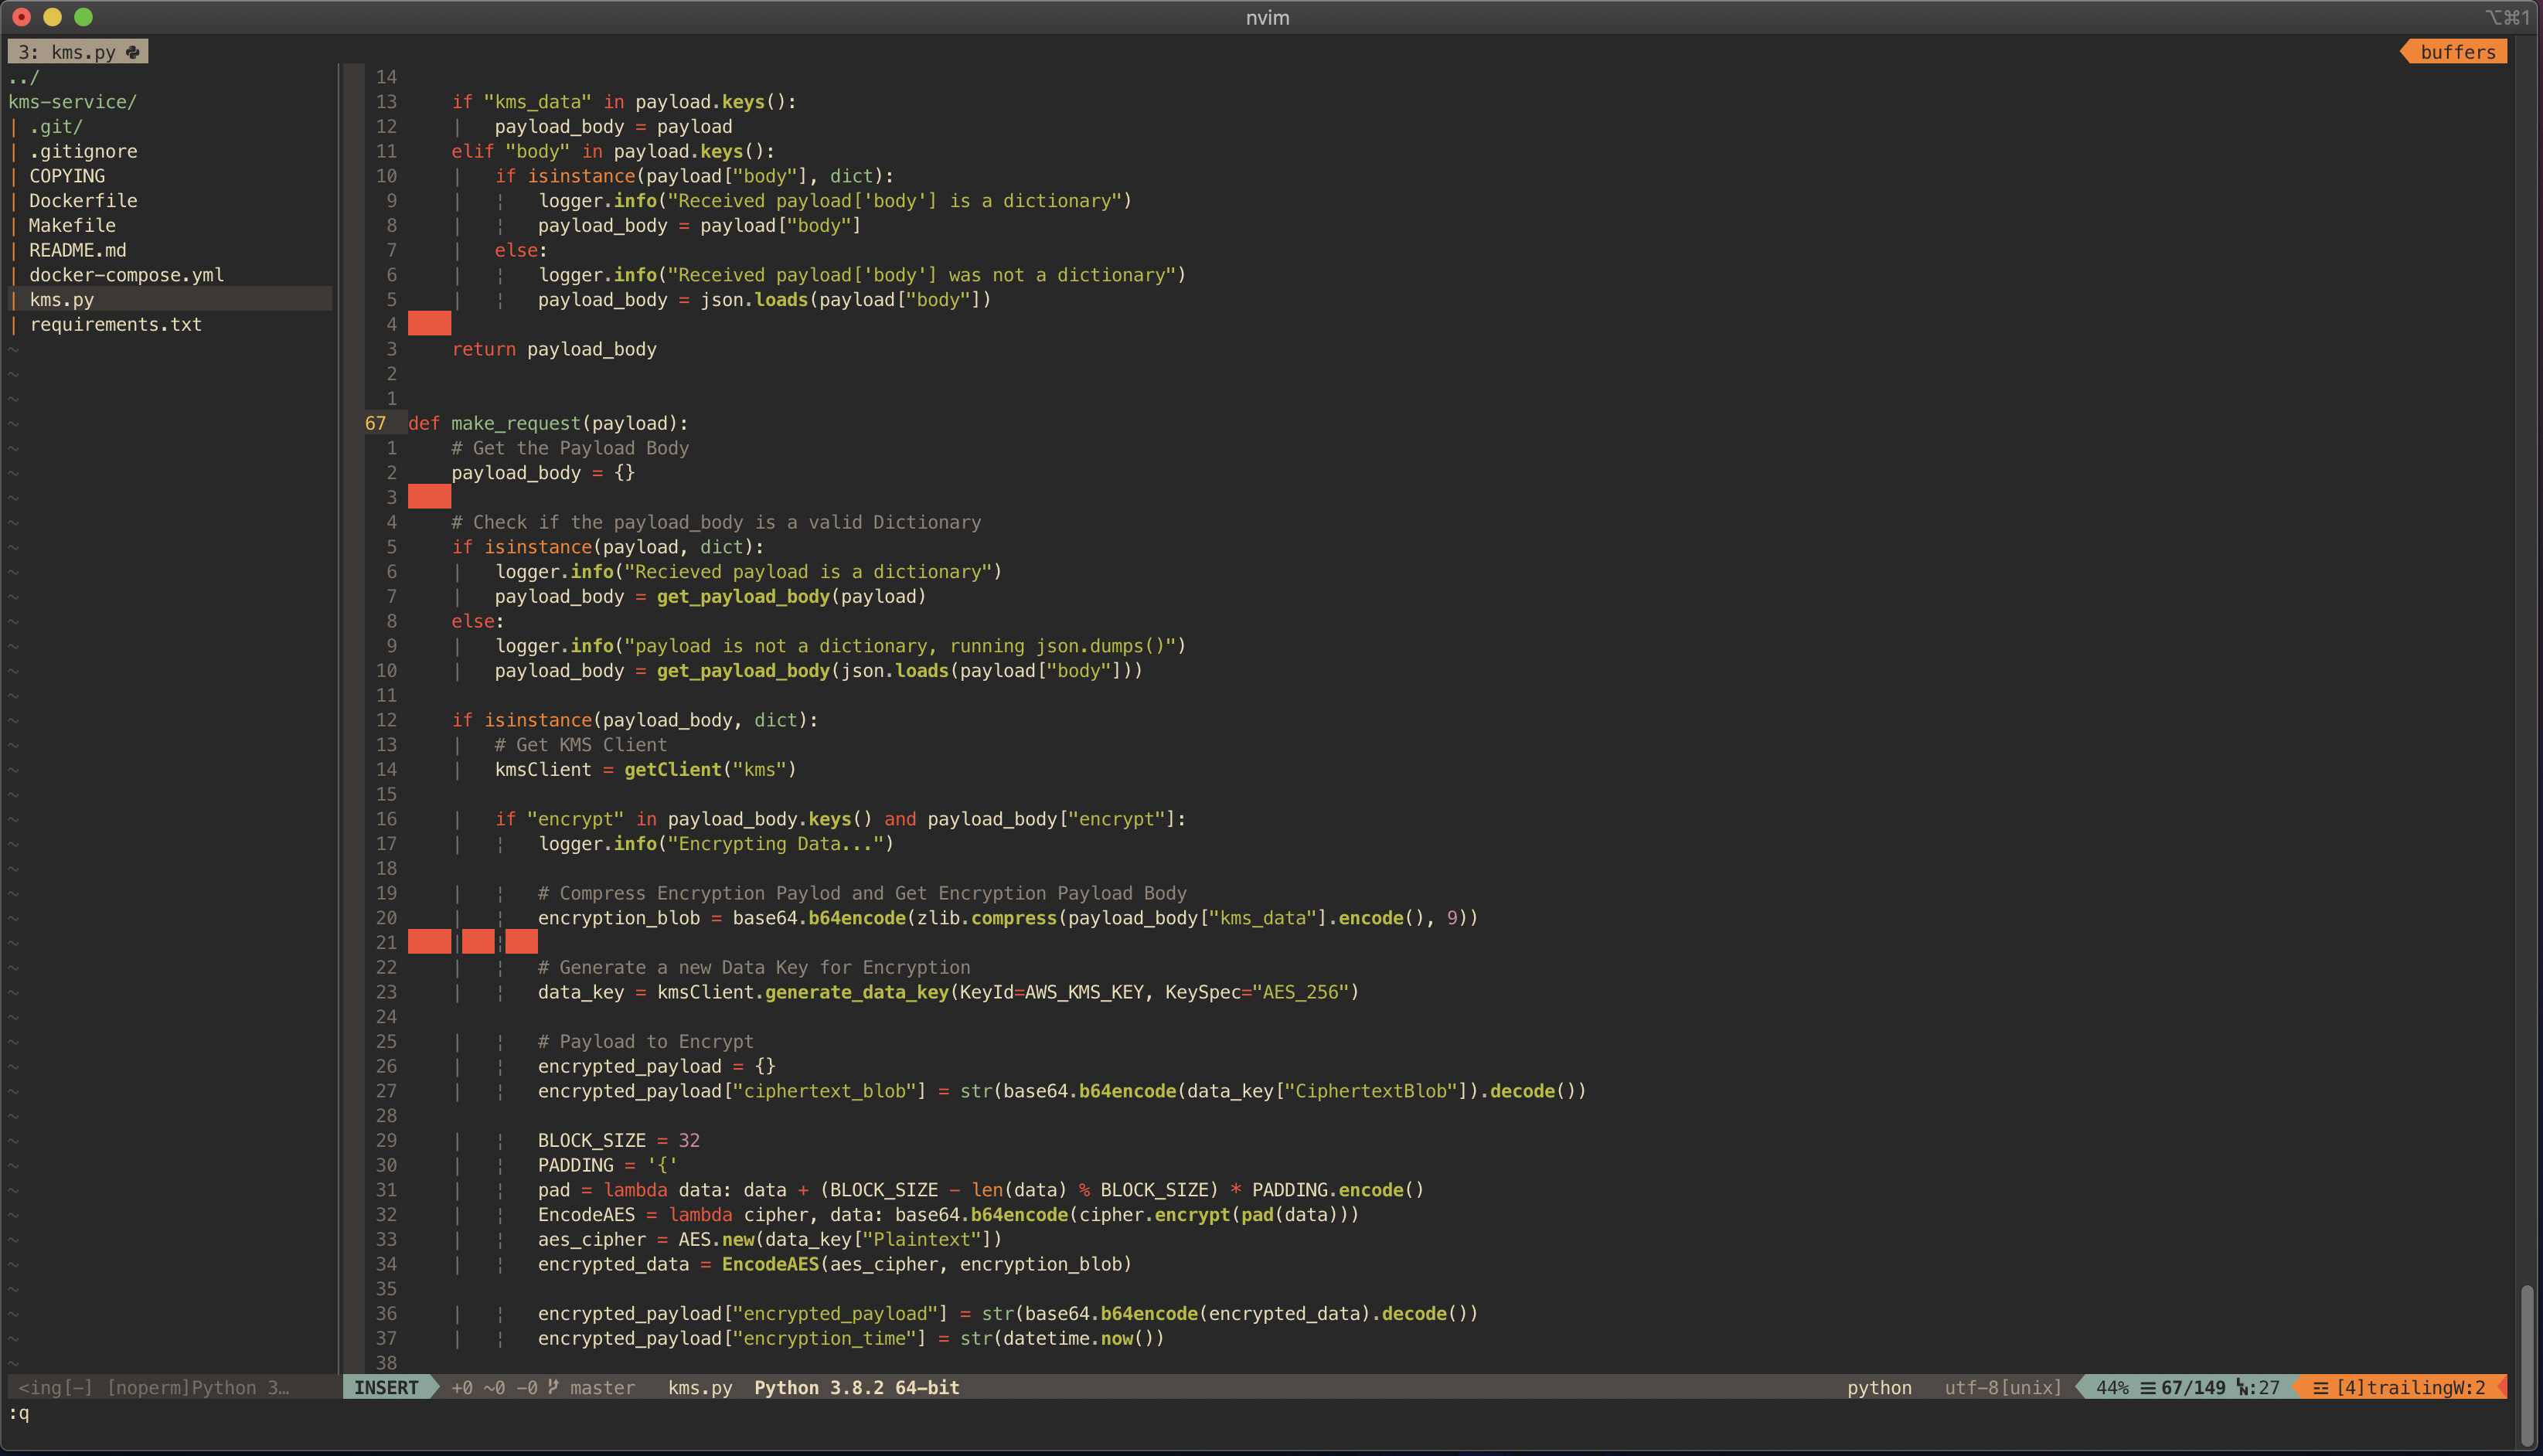 nvim
⌥⌘1
3: kms.py
buffers
../
kms-service/
| .git/
| .gitignore
| COPYING
| Dockerfile
| Makefile
| README.md
| docker-compose.yml
| kms.py
| requirements.txt
14
13     if "kms_data" in payload.keys():
12     |   payload_body = payload
11     elif "body" in payload.keys():
10     |   if isinstance(payload["body"], dict):
9     |   ¦   logger.info("Received payload['body'] is a dictionary")
8     |   ¦   payload_body = payload["body"]
7     |   else:
6     |   ¦   logger.info("Received payload['body'] was not a dictionary")
5     |   ¦   payload_body = json.loads(payload["body"])
4
3     return payload_body
2
1
67 def make_request(payload):
1     # Get the Payload Body
2     payload_body = {}
3
4     # Check if the payload_body is a valid Dictionary
5     if isinstance(payload, dict):
6     |   logger.info("Recieved payload is a dictionary")
7     |   payload_body = get_payload_body(payload)
8     else:
9     |   logger.info("payload is not a dictionary, running json.dumps()")
10     |   payload_body = get_payload_body(json.loads(payload["body"]))
11
12     if isinstance(payload_body, dict):
13     |   # Get KMS Client
14     |   kmsClient = getClient("kms")
15
16     |   if "encrypt" in payload_body.keys() and payload_body["encrypt"]:
17     |   ¦   logger.info("Encrypting Data...")
18
19     |   ¦   # Compress Encryption Paylod and Get Encryption Payload Body
20     |   ¦   encryption_blob = base64.b64encode(zlib.compress(payload_body["kms_data"].encode(), 9))
21     |   ¦
22     |   ¦   # Generate a new Data Key for Encryption
23     |   ¦   data_key = kmsClient.generate_data_key(KeyId=AWS_KMS_KEY, KeySpec="AES_256")
24
25     |   ¦   # Payload to Encrypt
26     |   ¦   encrypted_payload = {}
27     |   ¦   encrypted_payload["ciphertext_blob"] = str(base64.b64encode(data_key["CiphertextBlob"]).decode())
28
29     |   ¦   BLOCK_SIZE = 32
30     |   ¦   PADDING = '{'
31     |   ¦   pad = lambda data: data + (BLOCK_SIZE - len(data) % BLOCK_SIZE) * PADDING.encode()
32     |   ¦   EncodeAES = lambda cipher, data: base64.b64encode(cipher.encrypt(pad(data)))
33     |   ¦   aes_cipher = AES.new(data_key["Plaintext"])
34     |   ¦   encrypted_data = EncodeAES(aes_cipher, encryption_blob)
35
36     |   ¦   encrypted_payload["encrypted_payload"] = str(base64.b64encode(encrypted_data).decode())
37     |   ¦   encrypted_payload["encryption_time"] = str(datetime.now())
38
<ing[-] [noperm]Python 3… INSERT +0 ~0 -0 master kms.py Python 3.8.2 64-bit python utf-8[unix] 44% ☰ 67/149 :27 ☲ [4]trailingW:2
:q